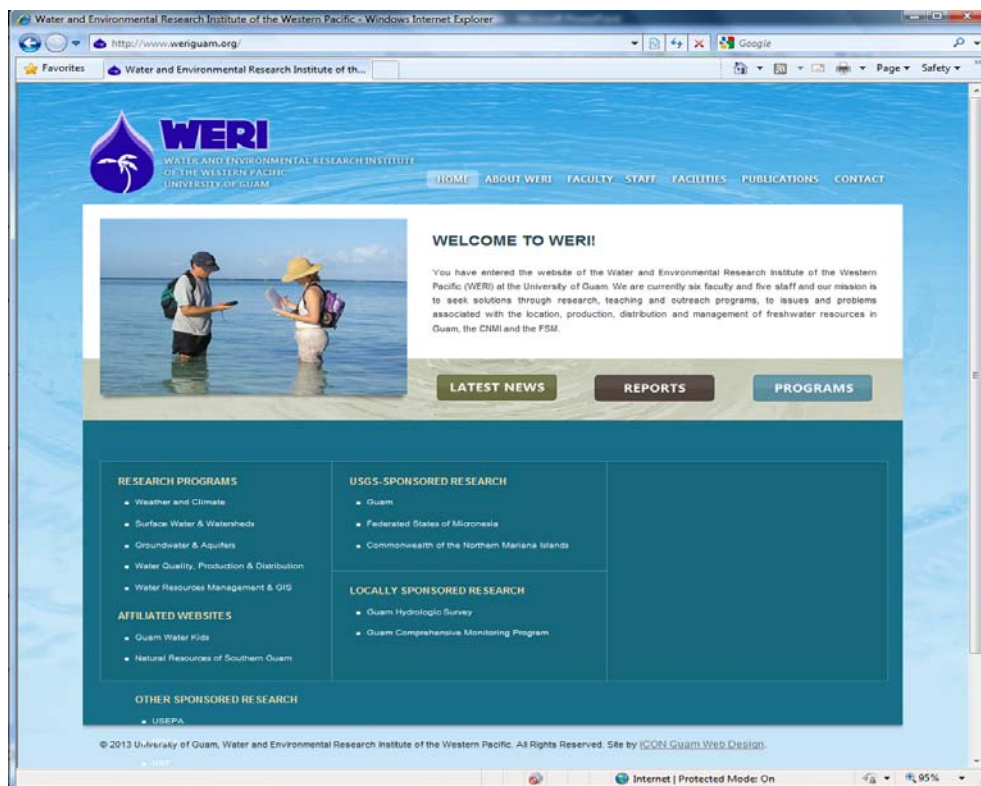 Water and Environmental Research Institute of the Western Pacific - Windows Internet Explorer
http://www.weriguam.org/
Google
Favorites
Water and Environmental Research Institute of th...
Page
Safety
WERI
WATER AND ENVIRONMENTAL RESEARCH INSTITUTE
OF THE WESTERN PACIFIC
UNIVERSITY OF GUAM
HOME ABOUT WERI FACULTY STAFF FACILITIES PUBLICATIONS CONTACT
WELCOME TO WERI!
You have entered the website of the Water and Environmental Research Institute of the Western
Pacific (WERI) at the University of Guam. We are currently six faculty and five staff and our mission is
to seek solutions through research, teaching and outreach programs, to issues and problems
associated with the location, production, distribution and management of freshwater resources in
Guam, the CNMI and the FSM.
LATEST NEWS
REPORTS
PROGRAMS
RESEARCH PROGRAMS
Weather and Climate
Surface Water & Watersheds
Groundwater & Aquifers
Water Quality, Production & Distribution
Water Resources Management & GIS
AFFILIATED WEBSITES
Guam Water Kids
Natural Resources of Southern Guam
USGS-SPONSORED RESEARCH
Guam
Federated States of Micronesia
Commonwealth of the Northern Mariana Islands
LOCALLY SPONSORED RESEARCH
Guam Hydrologic Survey
Guam Comprehensive Monitoring Program
OTHER SPONSORED RESEARCH
USEPA
© 2013 University of Guam, Water and Environmental Research Institute of the Western Pacific. All Rights Reserved. Site by ICON Guam Web Design.
Internet | Protected Mode: On
95%